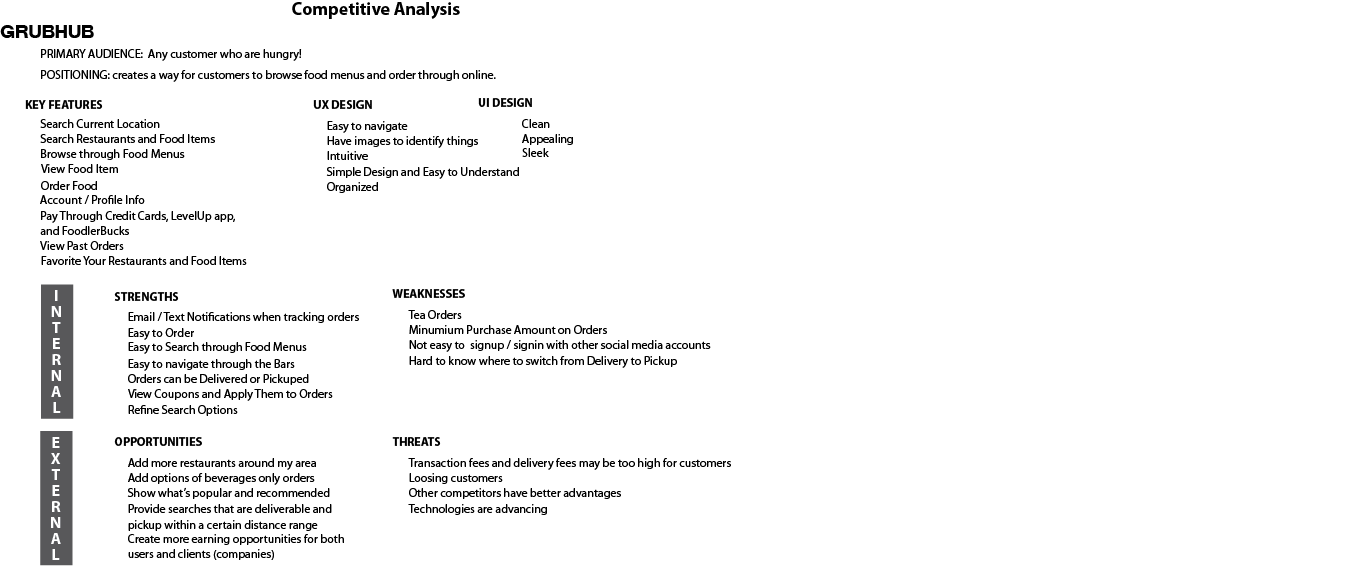 Competitive Analysis
GRUBHUB
PRIMARY AUDIENCE: Any customer who are hungry!
POSITIONING: creates a way for customers to browse food menus and order through online.
KEY FEATURES
Search Current Location
Search Restaurants and Food Items
Browse through Food Menus
View Food Item
Order Food
Account / Profile Info
Pay Through Credit Cards, LevelUp app,
and FoodlerBucks
View Past Orders
Favorite Your Restaurants and Food Items
UX DESIGN
Easy to navigate
Have images to identify things
Intuitive
Simple Design and Easy to Understand
Organized
UI DESIGN
Clean
Appealing
Sleek
INTERNAL
STRENGTHS
Email / Text Notifications when tracking orders
Easy to Order
Easy to Search through Food Menus
Easy to navigate through the Bars
Orders can be Delivered or Pickuped
View Coupons and Apply Them to Orders
Refine Search Options
WEAKNESSES
Tea Orders
Minumium Purchase Amount on Orders
Not easy to signup / signin with other social media accounts
Hard to know where to switch from Delivery to Pickup
EXTERNAL
OPPORTUNITIES
Add more restaurants around my area
Add options of beverages only orders
Show what's popular and recommended
Provide searches that are deliverable and
pickup within a certain distance range
Create more earning opportunities for both
users and clients (companies)
THREATS
Transaction fees and delivery fees may be too high for customers
Loosing customers
Other competitors have better advantages
Technologies are advancing